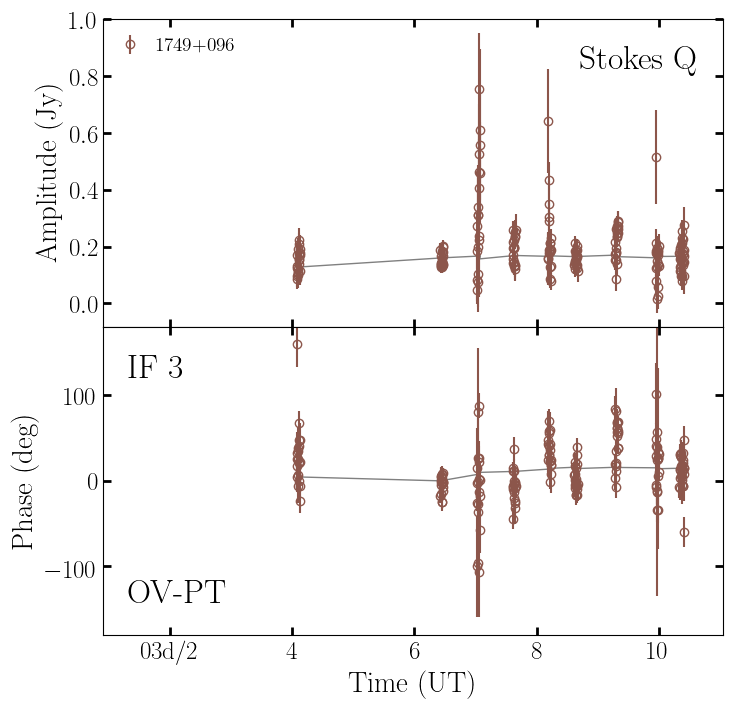 1.0
1749+096
Stokes Q
0.8
0.6
0.4
0.2
0.0
Amplitude (Jy)
IF 3
100
0
−100
Phase (deg)
OV-PT
03d/2 4 6 8 10
Time (UT)